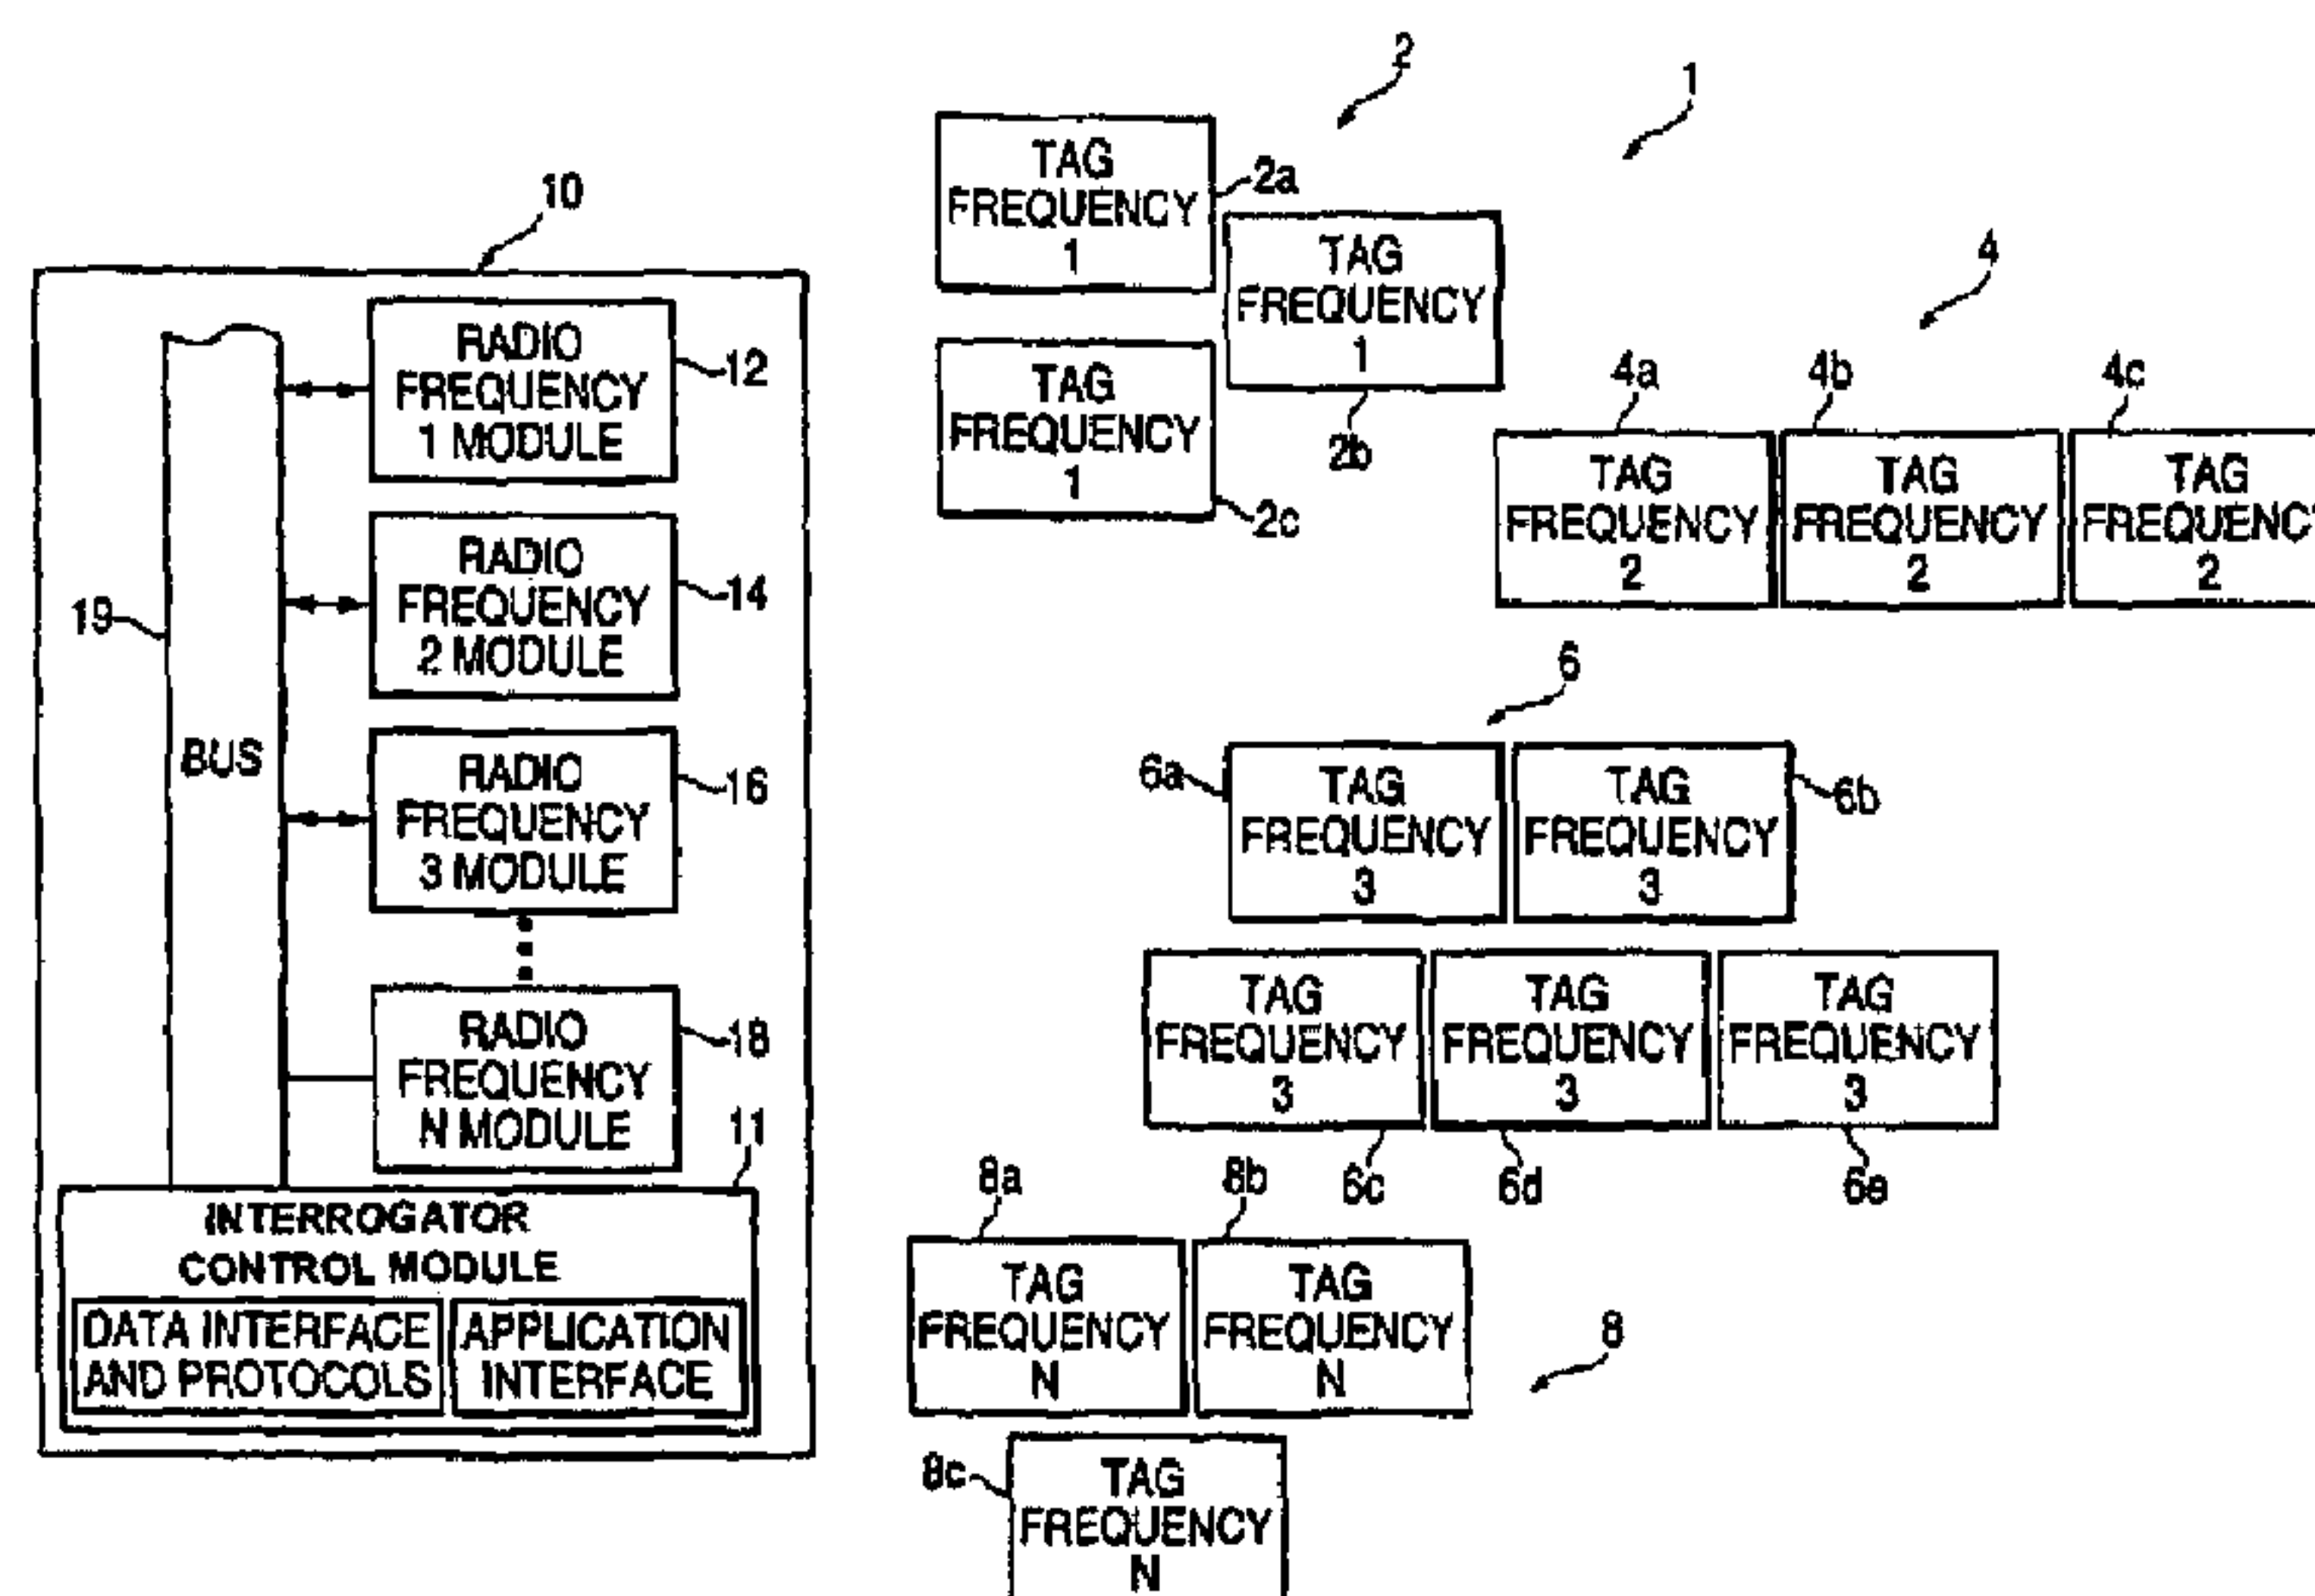 10
RADIO
FREQUENCY
1 MODULE
12
RADIO
FREQUENCY
2 MODULE
14
19
BUS
RADIO
FREQUENCY
3 MODULE
16
RADIO
FREQUENCY
N MODULE
18
11
INTERROGATOR
CONTROL MODULE
DATA INTERFACE
AND PROTOCOLS
APPLICATION
INTERFACE
2
1
TAG
FREQUENCY
1
2a
TAG
FREQUENCY
1
2b
TAG
FREQUENCY
1
2c
4
4a
4b
4c
TAG
FREQUENCY
2
TAG
FREQUENCY
2
TAG
FREQUENC
2
6
6a
TAG
FREQUENCY
3
TAG
FREQUENCY
3
6b
TAG
FREQUENCY
3
TAG
FREQUENCY
3
TAG
FREQUENCY
3
6c
6d
6e
8a
8b
TAG
FREQUENCY
N
TAG
FREQUENCY
N
8
8c
TAG
FREQUENCY
N